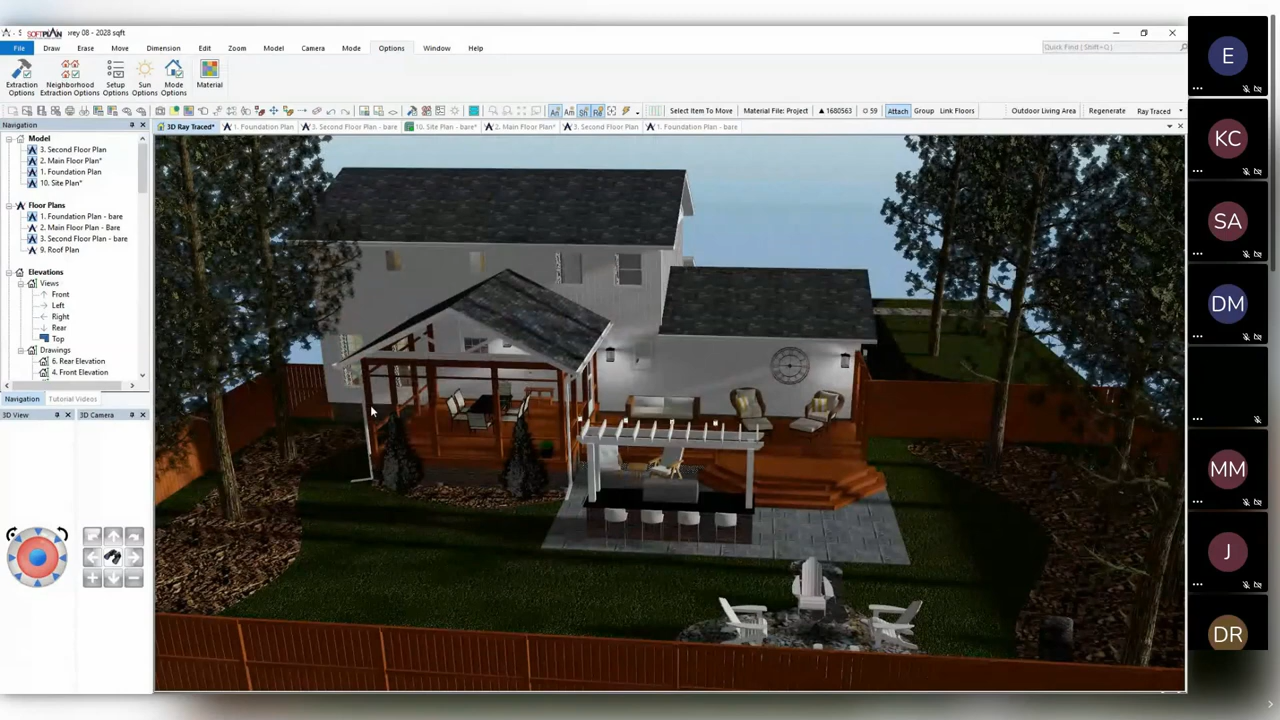 SOFTPLAN
rey 08 - 2028 sqft
File Draw Erase Move Dimension Edit Zoom Model Camera Mode Options Window Help
Quick Find (Shift+Q)
Extraction Options
Neighborhood Extraction Options
Setup Options
Sun Options
Mode Options
Material
Select Item To Move Material File: Project 1680563 59 Attach Group Link Floors Outdoor Living Area Regenerate Ray Traced
Navigation
3D Ray Traced* 1. Foundation Plan 3. Second Floor Plan - bare 10. Site Plan - bare* 2. Main Floor Plan* 3. Second Floor Plan 1. Foundation Plan - bare
Model
3. Second Floor Plan
2. Main Floor Plan*
1. Foundation Plan
10. Site Plan*
Floor Plans
1. Foundation Plan - bare
2. Main Floor Plan - Bare
3. Second Floor Plan - bare
9. Roof Plan
Elevations
Views
Front
Left
Right
Rear
Top
Drawings
6. Rear Elevation
4. Front Elevation
Navigation Tutorial Videos
3D View 3D Camera
E
KC
SA
DM
MM
J
DR